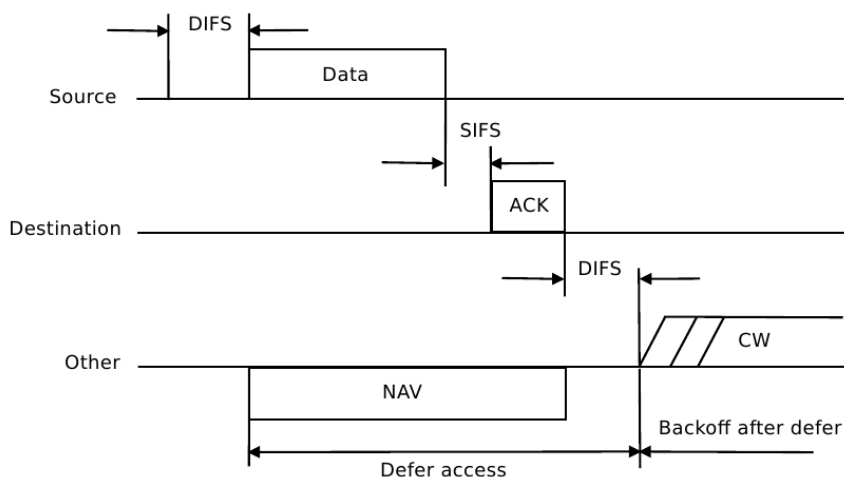 DIFS
Data
Source
SIFS
ACK
Destination
DIFS
CW
Other
NAV
Backoff after defer
Defer access